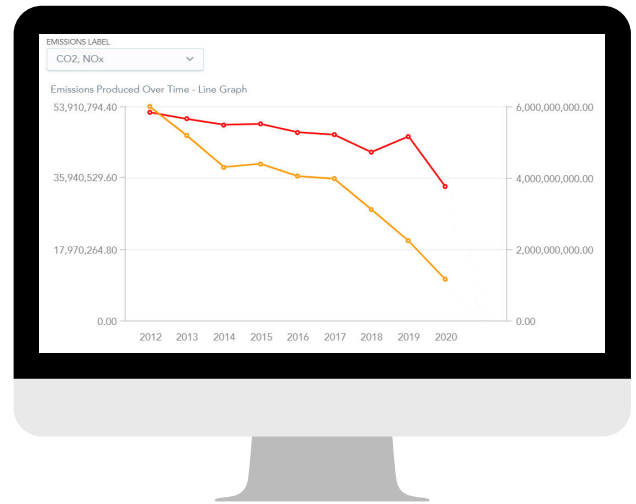 EMISSIONS LABEL
CO2, NOx
Emissions Produced Over Time - Line Graph
53,910,794.40
6,000,000,000.00
35,940,529.60
4,000,000,000.00
17,970,264.80
2,000,000,000.00
0.00
0.00
2012 2013 2014 2015 2016 2017 2018 2019 2020